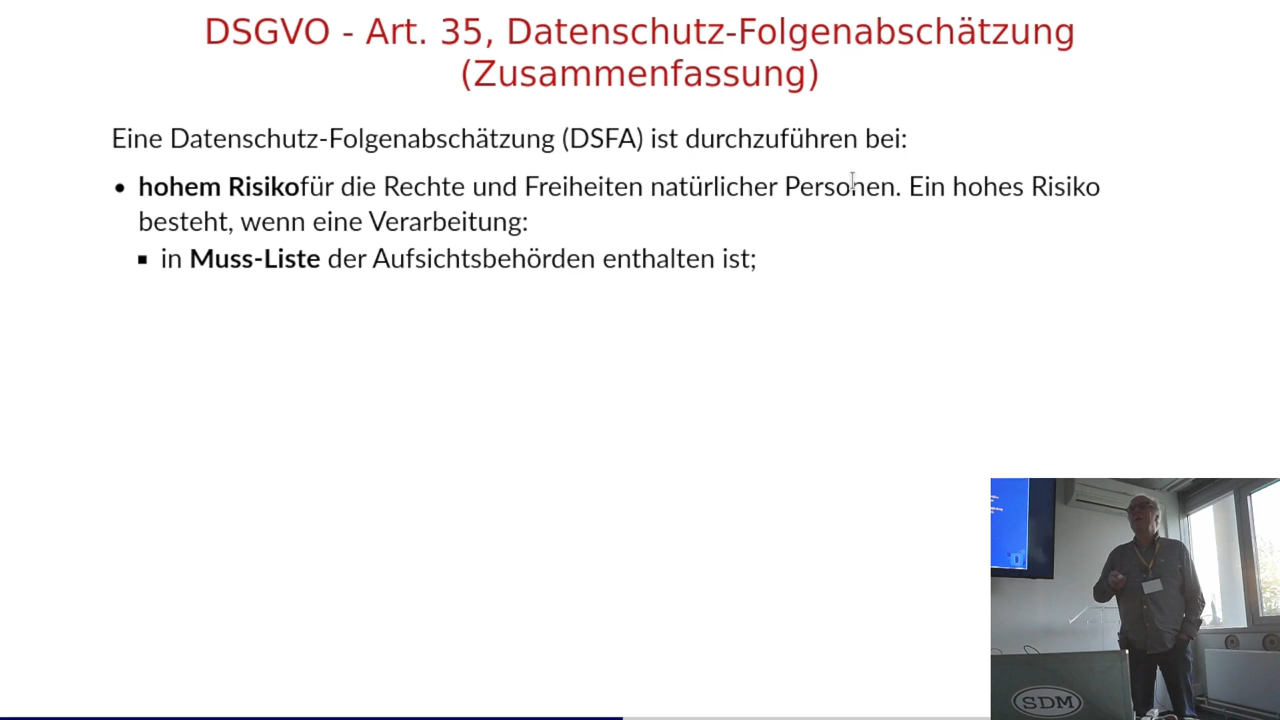 DSGVO - Art. 35, Datenschutz-Folgenabschätzung
(Zusammenfassung)
Eine Datenschutz-Folgenabschätzung (DSFA) ist durchzuführen bei:
• hohem Risikofür die Rechte und Freiheiten natürlicher Personen. Ein hohes Risiko
besteht, wenn eine Verarbeitung:
▪ in Muss-Liste der Aufsichtsbehörden enthalten ist;
SDM